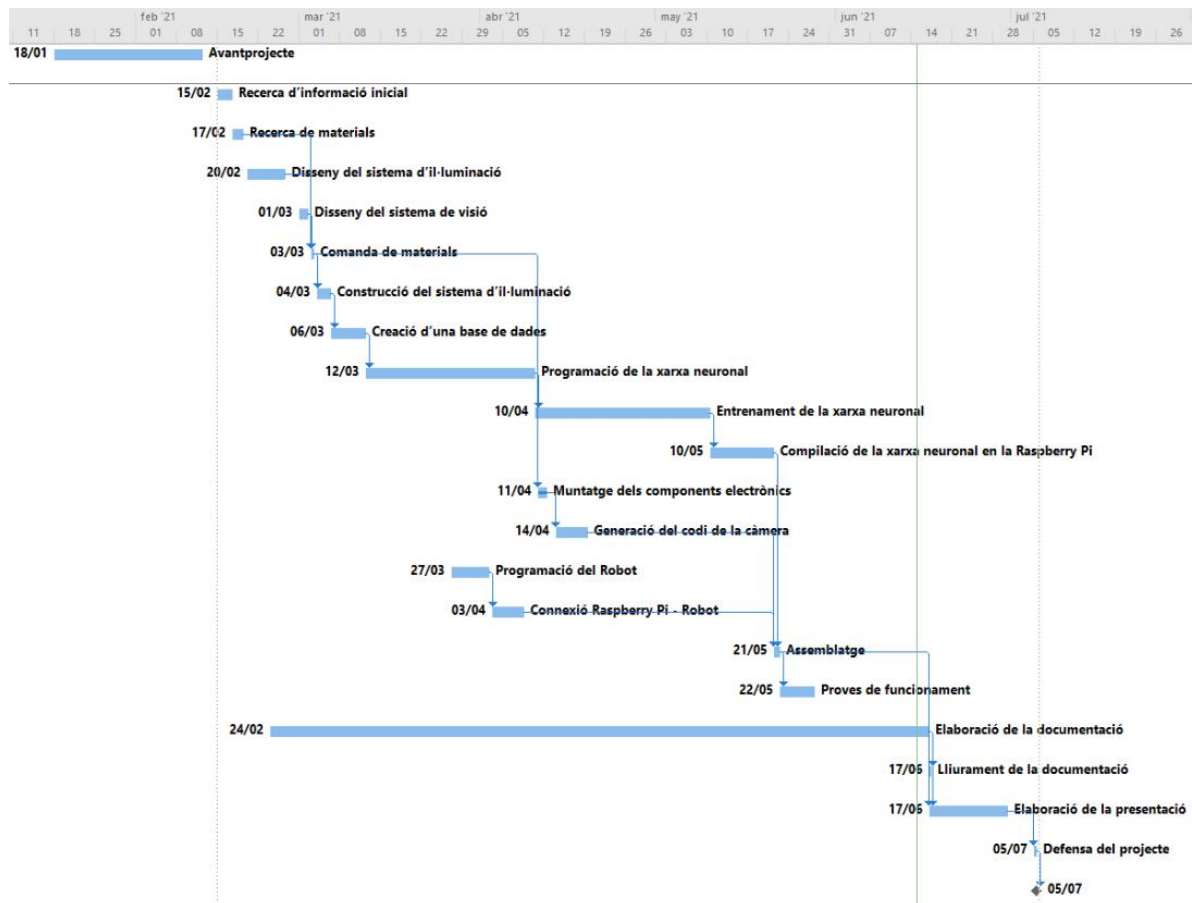 feb '21 mar '21 abr '21 may '21 jun '21 jul '21
11 18 25 01 08 22 01 08 15 22 29 05 12 19 26 03 10 17 24 31 07 14 21 28 05 12 19 26
18/01 Avantprojecte
15/02 Recerca d'informació inicial
17/02 Recerca de materials
20/02 Disseny del sistema d'il·luminació
01/03 Disseny del sistema de visió
03/03 Comanda de materials
04/03 Construcció del sistema d'il·luminació
06/03 Creació d'una base de dades
12/03 Programació de la xarxa neuronal
10/04 Entrenament de la xarxa neuronal
10/05 Compilació de la xarxa neuronal en la Raspberry Pi
11/04 Muntatge dels components electrònics
14/04 Generació del codi de la càmera
27/03 Programació del Robot
03/04 Connexió Raspberry Pi - Robot
21/05 Assemblatge
22/05 Proves de funcionament
24/02 Elaboració de la documentació
17/06 Lliurament de la documentació
17/06 Elaboració de la presentació
05/07 Defensa del projecte
05/07